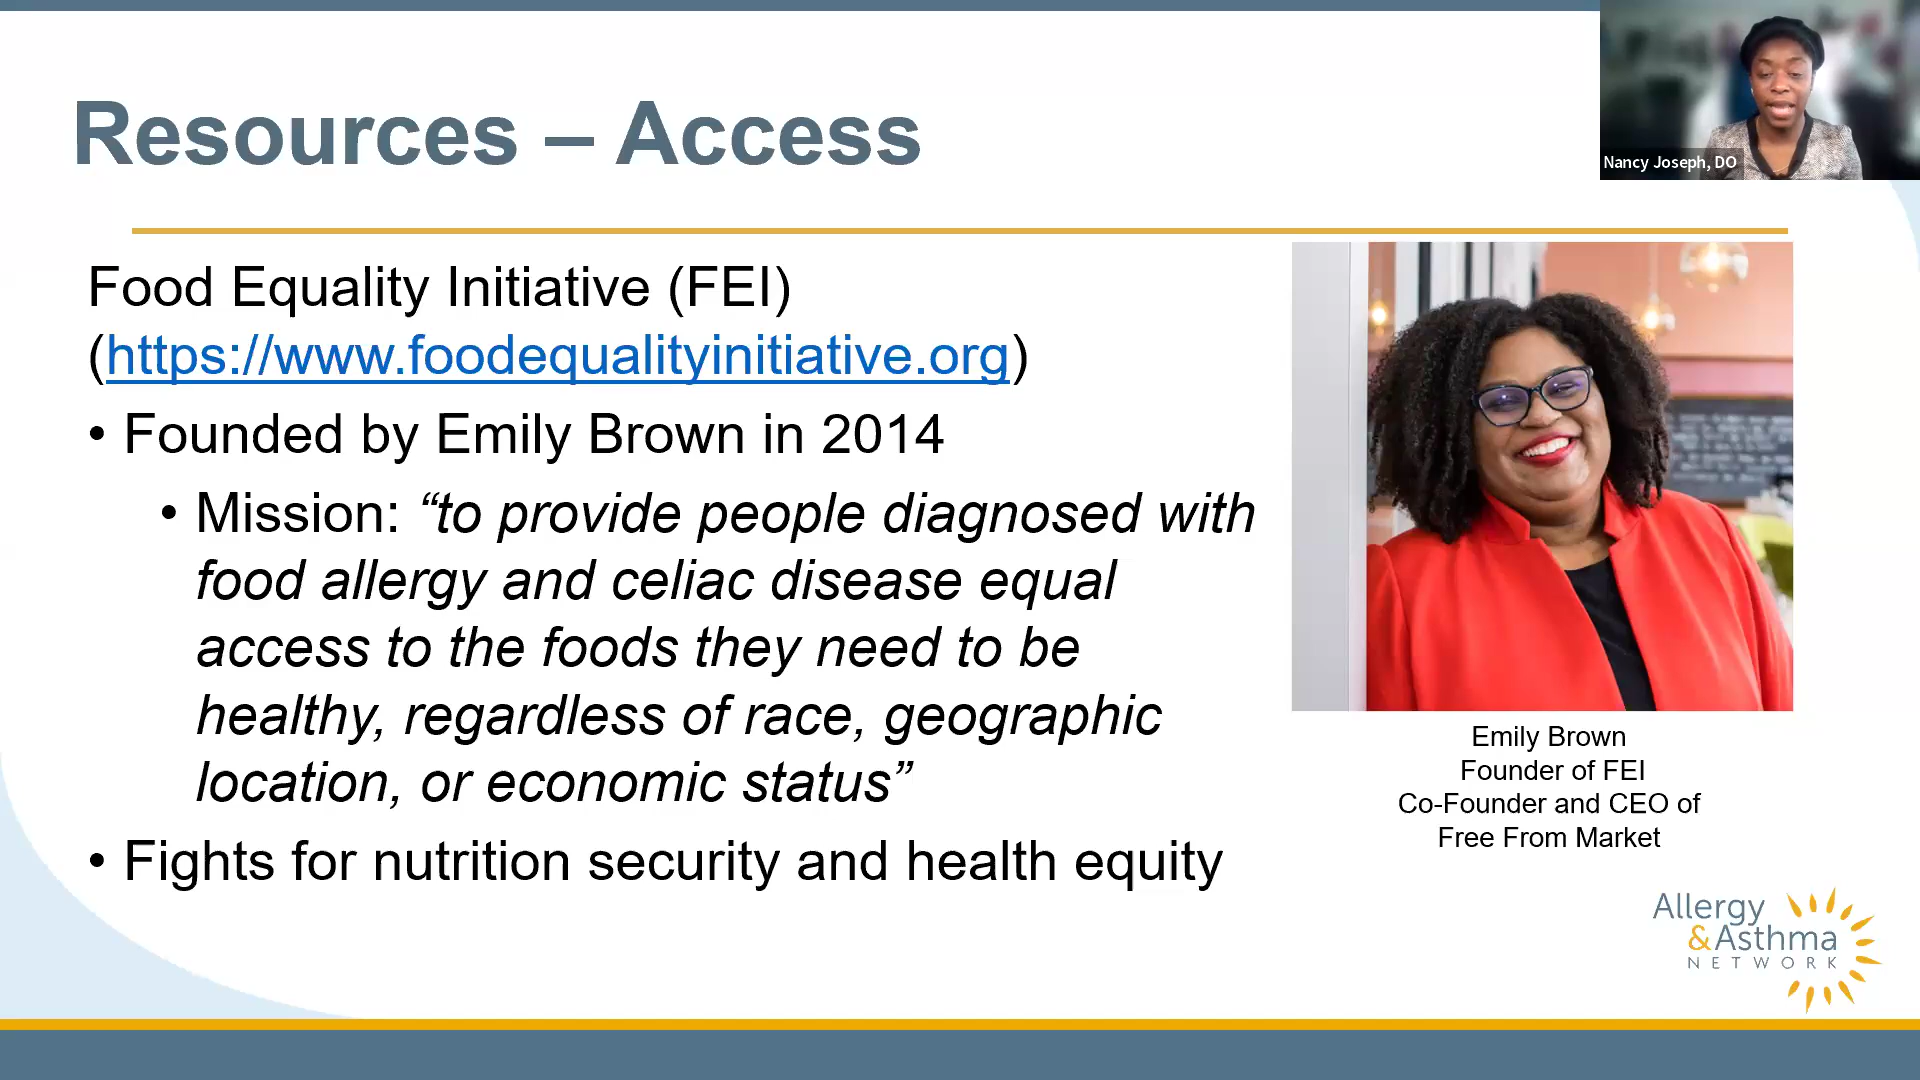 Resources – Access
Nancy Joseph, DO
Food Equality Initiative (FEI)
(https://www.foodequalityinitiative.org)
• Founded by Emily Brown in 2014
• Mission: “to provide people diagnosed with
food allergy and celiac disease equal
access to the foods they need to be
healthy, regardless of race, geographic
location, or economic status”
• Fights for nutrition security and health equity
Emily Brown
Founder of FEI
Co-Founder and CEO of
Free From Market
Allergy
&Asthma
NETWORK